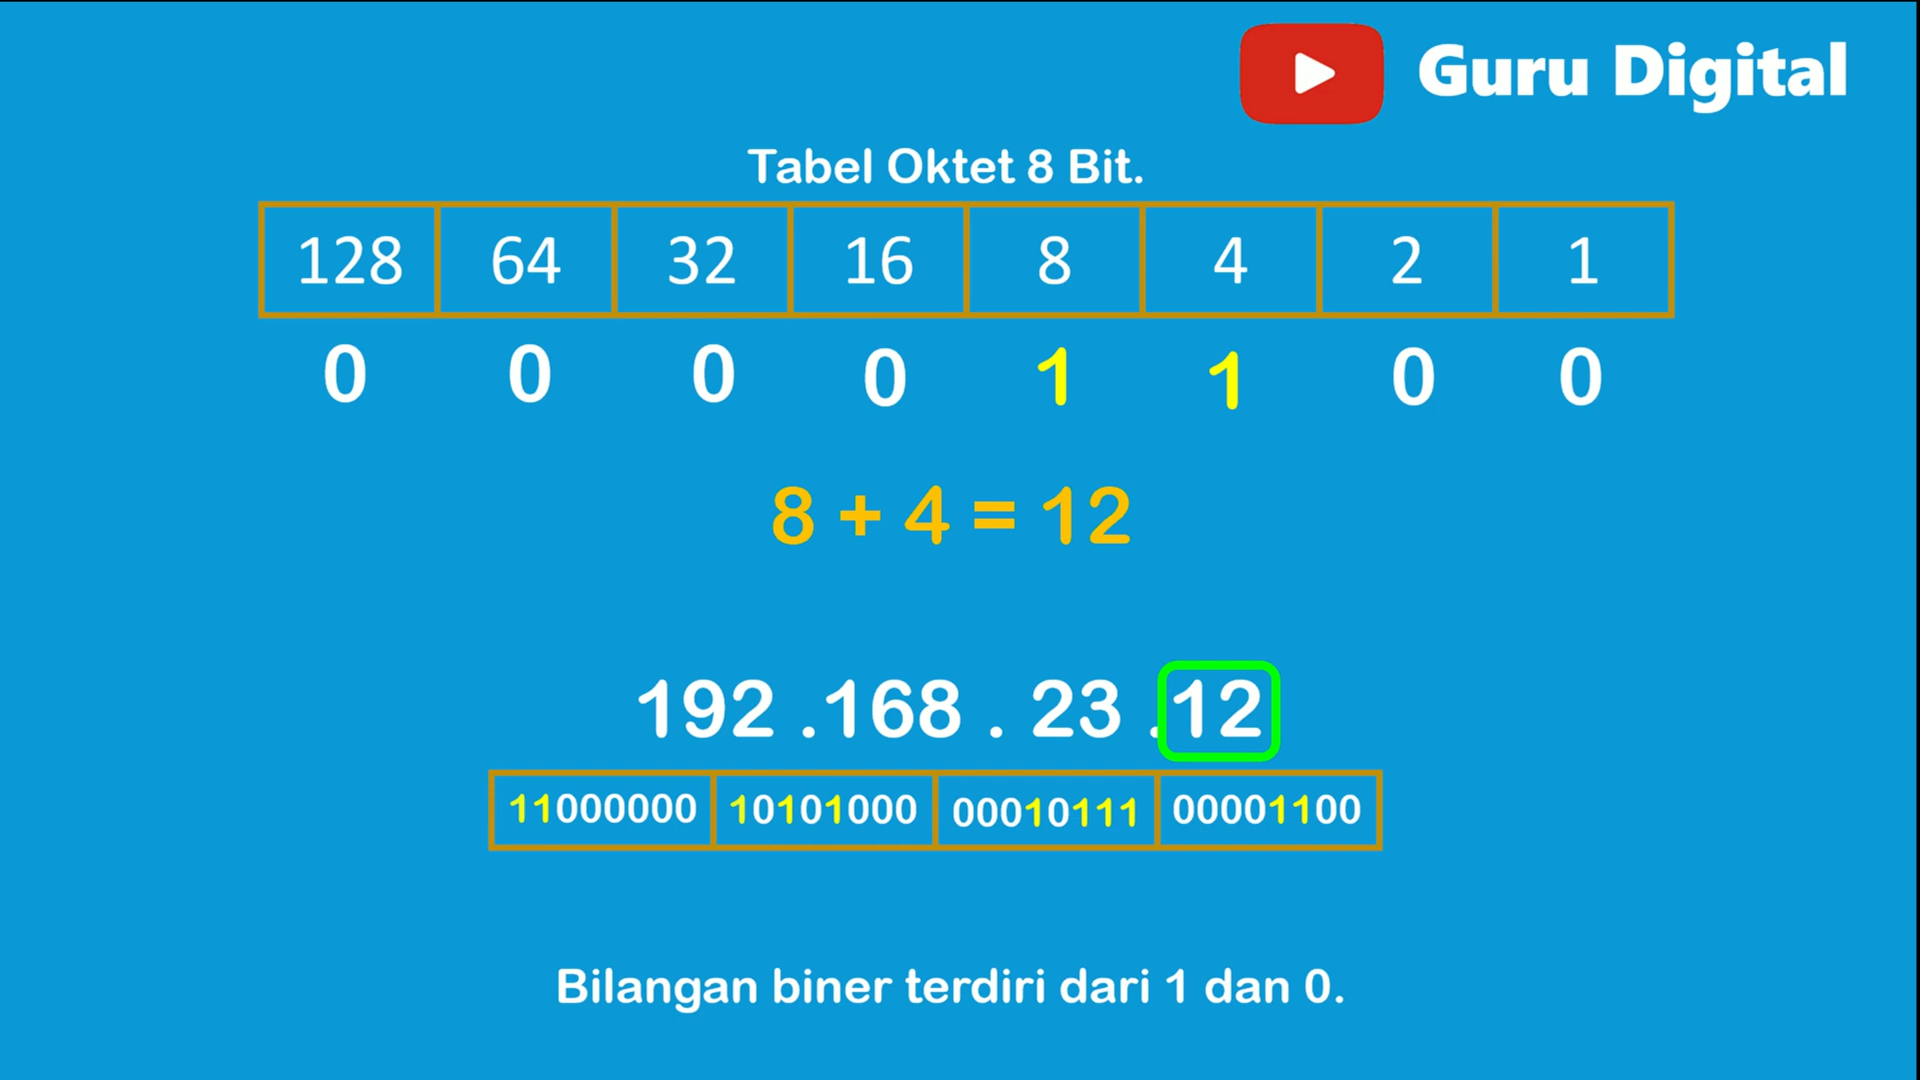 Guru Digital
Tabel Oktet 8 Bit.
128 64 32 16 8 4 2 1
0 0 0 0 1 1 0 0
8 + 4 = 12
192 .168 . 23 .12
11000000 10101000 00010111 00001100
Bilangan biner terdiri dari 1 dan 0.